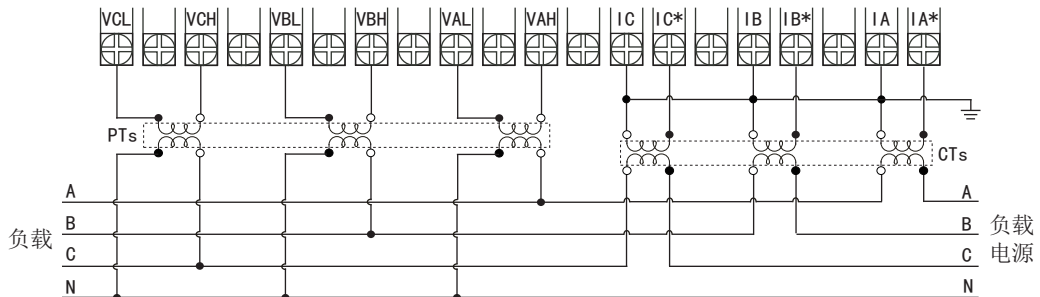 VCL VCH VBL VBH VAL VAH IC IC* IB IB* IA IA*
PTs
CTs
A
A
B
B
负载
负载
C
C
电源
N
N